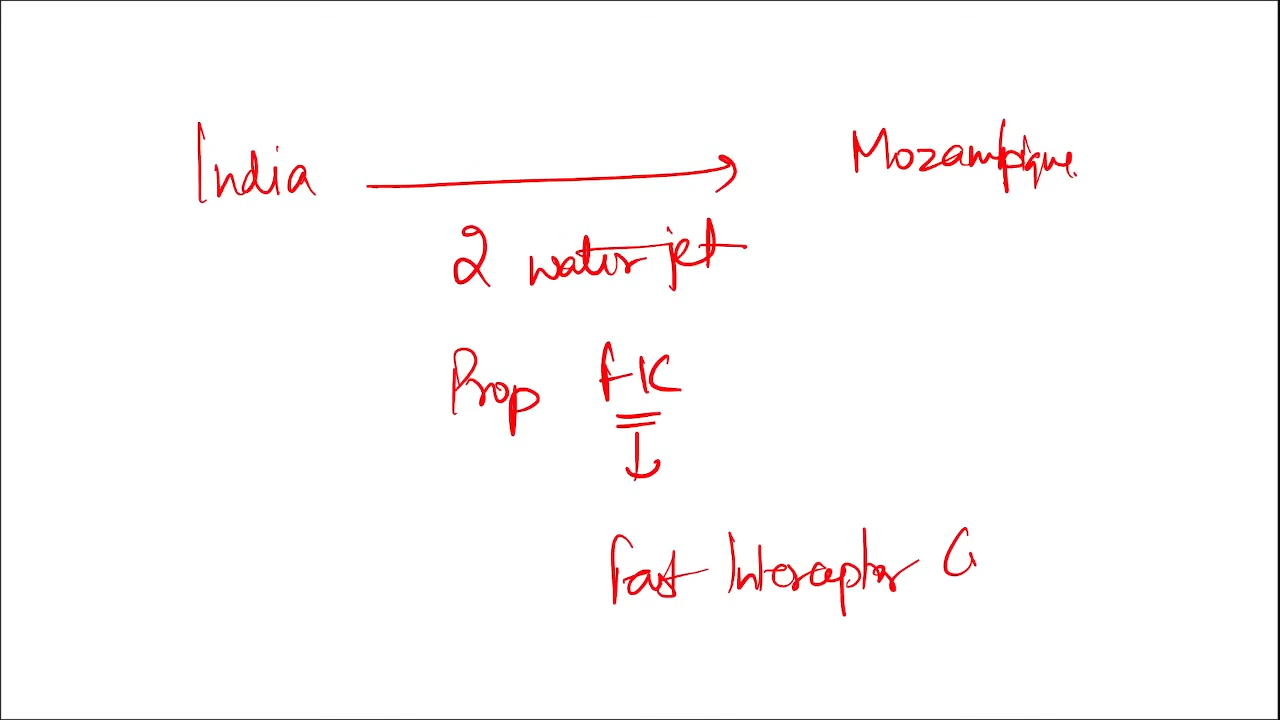 India → Mozambique.
2 water jet
Prop FIC
↓
Fast Interceptor C